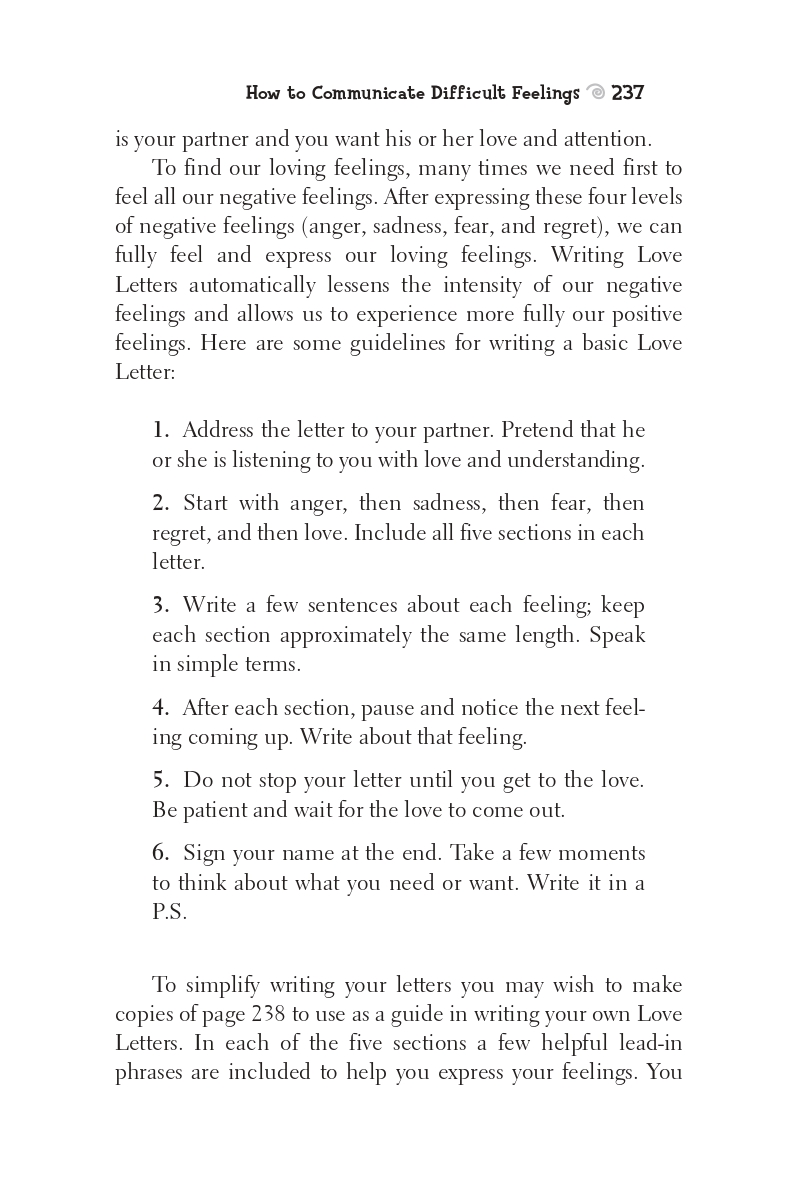 How to Communicate Difficult Feelings 237
is your partner and you want his or her love and attention.
To find our loving feelings, many times we need first to
feel all our negative feelings. After expressing these four levels
of negative feelings (anger, sadness, fear, and regret), we can
fully feel and express our loving feelings. Writing Love
Letters automatically lessens the intensity of our negative
feelings and allows us to experience more fully our positive
feelings. Here are some guidelines for writing a basic Love
Letter:
1. Address the letter to your partner. Pretend that he
or she is listening to you with love and understanding.
2. Start with anger, then sadness, then fear, then
regret, and then love. Include all five sections in each
letter.
3. Write a few sentences about each feeling; keep
each section approximately the same length. Speak
in simple terms.
4. After each section, pause and notice the next feel-
ing coming up. Write about that feeling.
5. Do not stop your letter until you get to the love.
Be patient and wait for the love to come out.
6. Sign your name at the end. Take a few moments
to think about what you need or want. Write it in a
P.S.
To simplify writing your letters you may wish to make
copies of page 238 to use as a guide in writing your own Love
Letters. In each of the five sections a few helpful lead-in
phrases are included to help you express your feelings. You